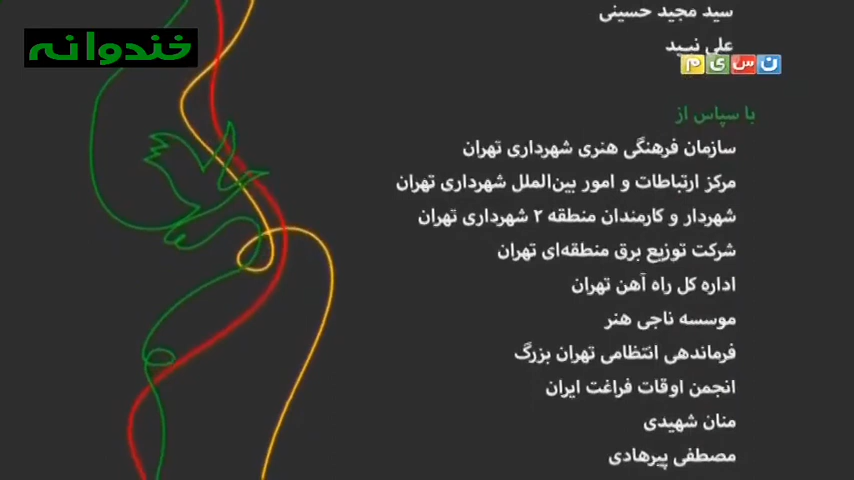 خندوانه
سید مجید حسینی
علی نبید
نسیم
با سپاس از
سازمان فرهنگی هنری شهرداری تهران
مرکز ارتباطات و امور بین‌الملل شهرداری تهران
شهردار و کارمندان منطقه ۲ شهرداری تهران
شرکت توزیع برق منطقه‌ای تهران
اداره کل راه آهن تهران
موسسه ناجی هنر
فرماندهی انتظامی تهران بزرگ
انجمن اوقات فراغت ایران
منان شهیدی
مصطفی پیرهادی